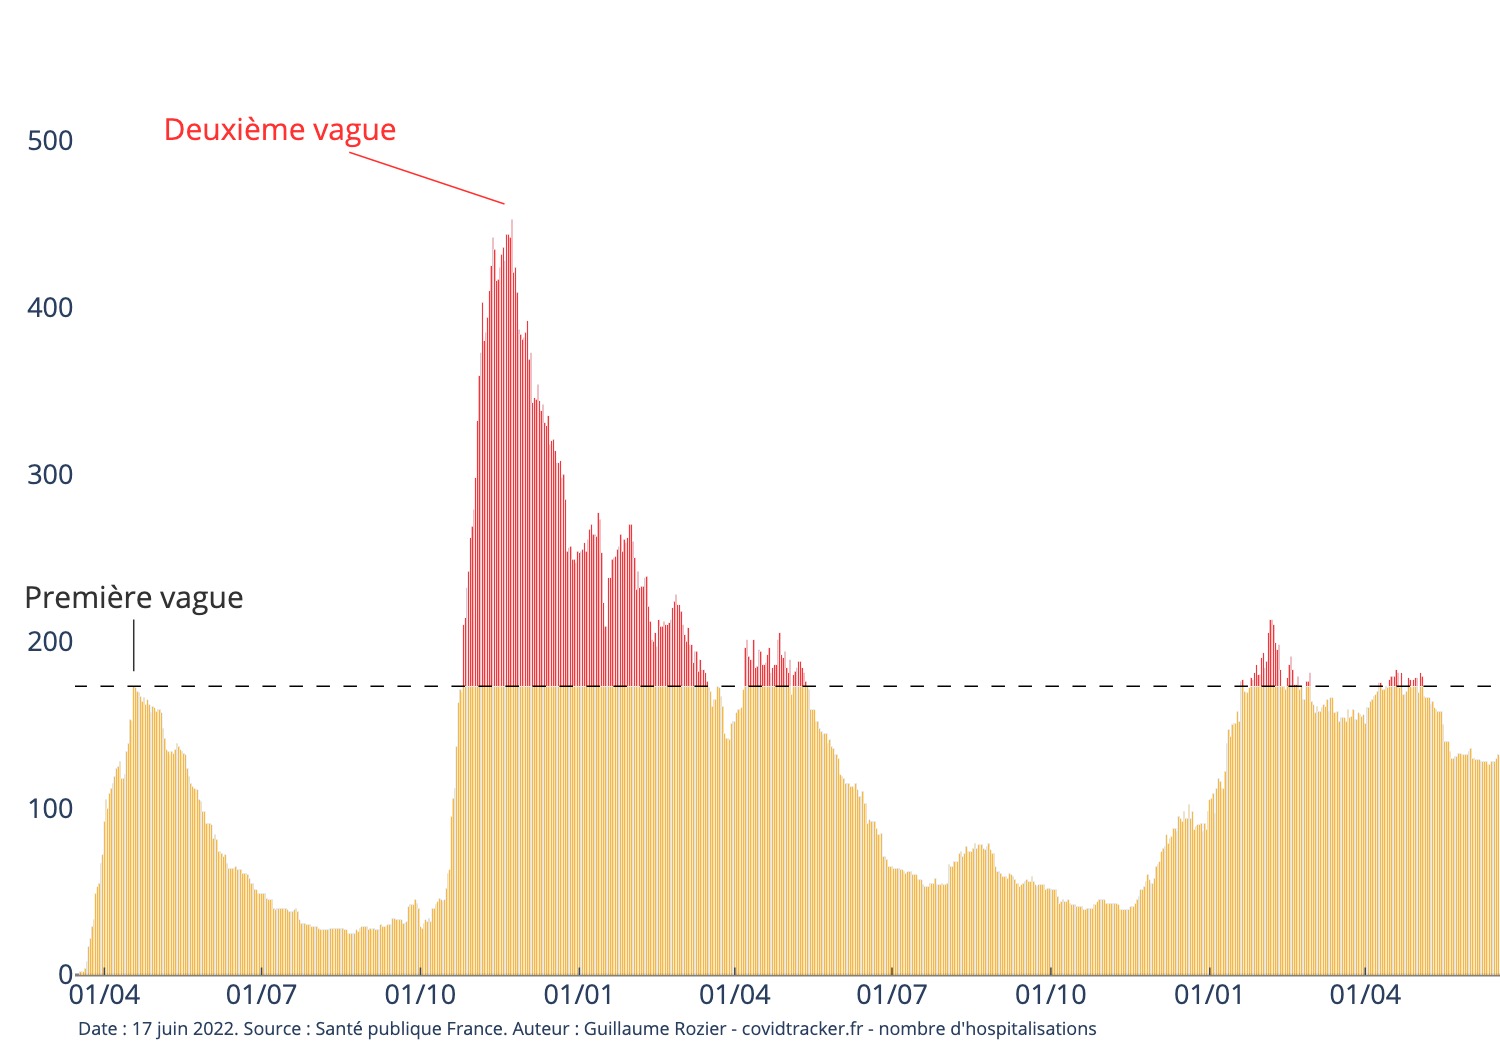 Deuxième vague
500
400
300
Première vague
200
100
0
01/04 01/07 01/10 01/01 01/04 01/07 01/10 01/01 01/04
Date : 17 juin 2022. Source : Santé publique France. Auteur : Guillaume Rozier - covidtracker.fr - nombre d'hospitalisations